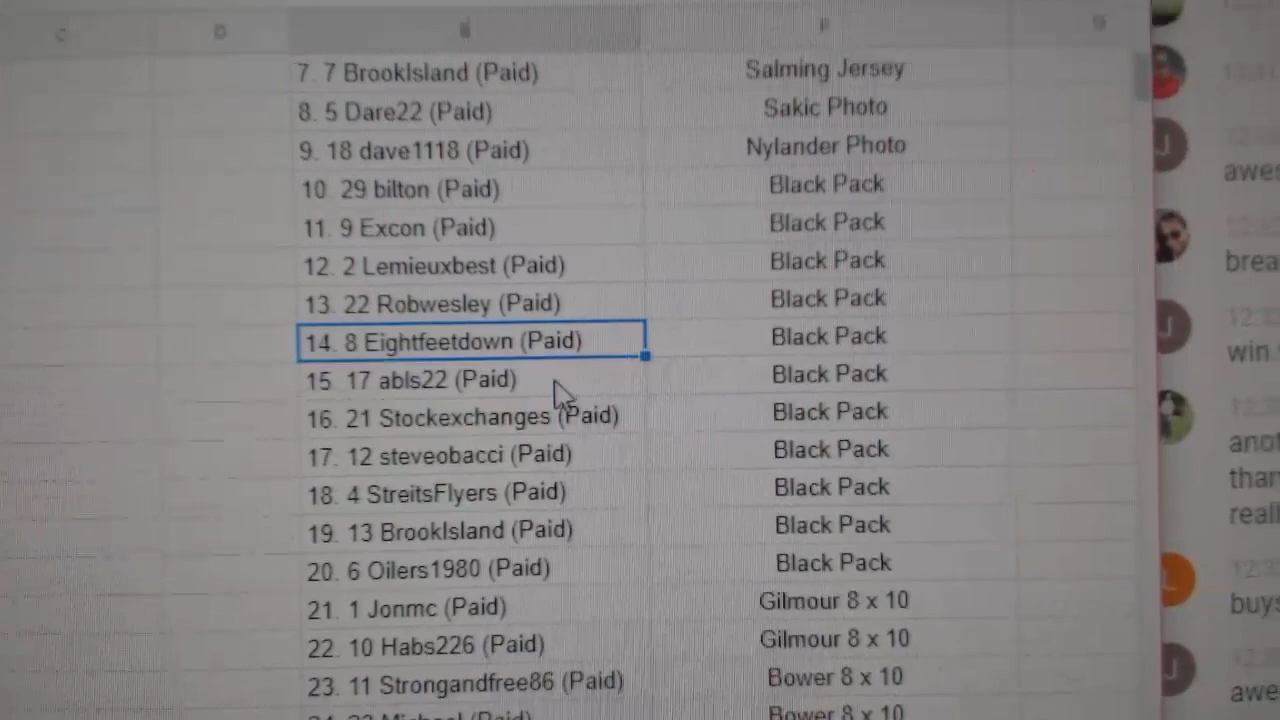 C D E F G
7. 7 BrookIsland (Paid) Salming Jersey
8. 5 Dare22 (Paid) Sakic Photo
9. 18 dave1118 (Paid) Nylander Photo
10 29 bilton (Paid) Black Pack
11. 9 Excon (Paid) Black Pack
12. 2 Lemieuxbest (Paid) Black Pack
13. 22 Robwesley (Paid) Black Pack
14. 8 Eightfeetdown (Paid) Black Pack
15 17 abls22 (Paid) Black Pack
16. 21 Stockexchanges (Paid) Black Pack
17. 12 steveobacci (Paid) Black Pack
18. 4 StreitsFlyers (Paid) Black Pack
19. 13 BrookIsland (Paid) Black Pack
20. 6 Oilers1980 (Paid) Black Pack
21. 1 Jonmc (Paid) Gilmour 8 x 10
22. 10 Habs226 (Paid) Gilmour 8 x 10
23. 11 Strongandfree86 (Paid) Bower 8 x 10
Michael (Paid) Bower 8 x 10
J
awe
brea
J
win
ano
than
reall
L
buys
J
awe